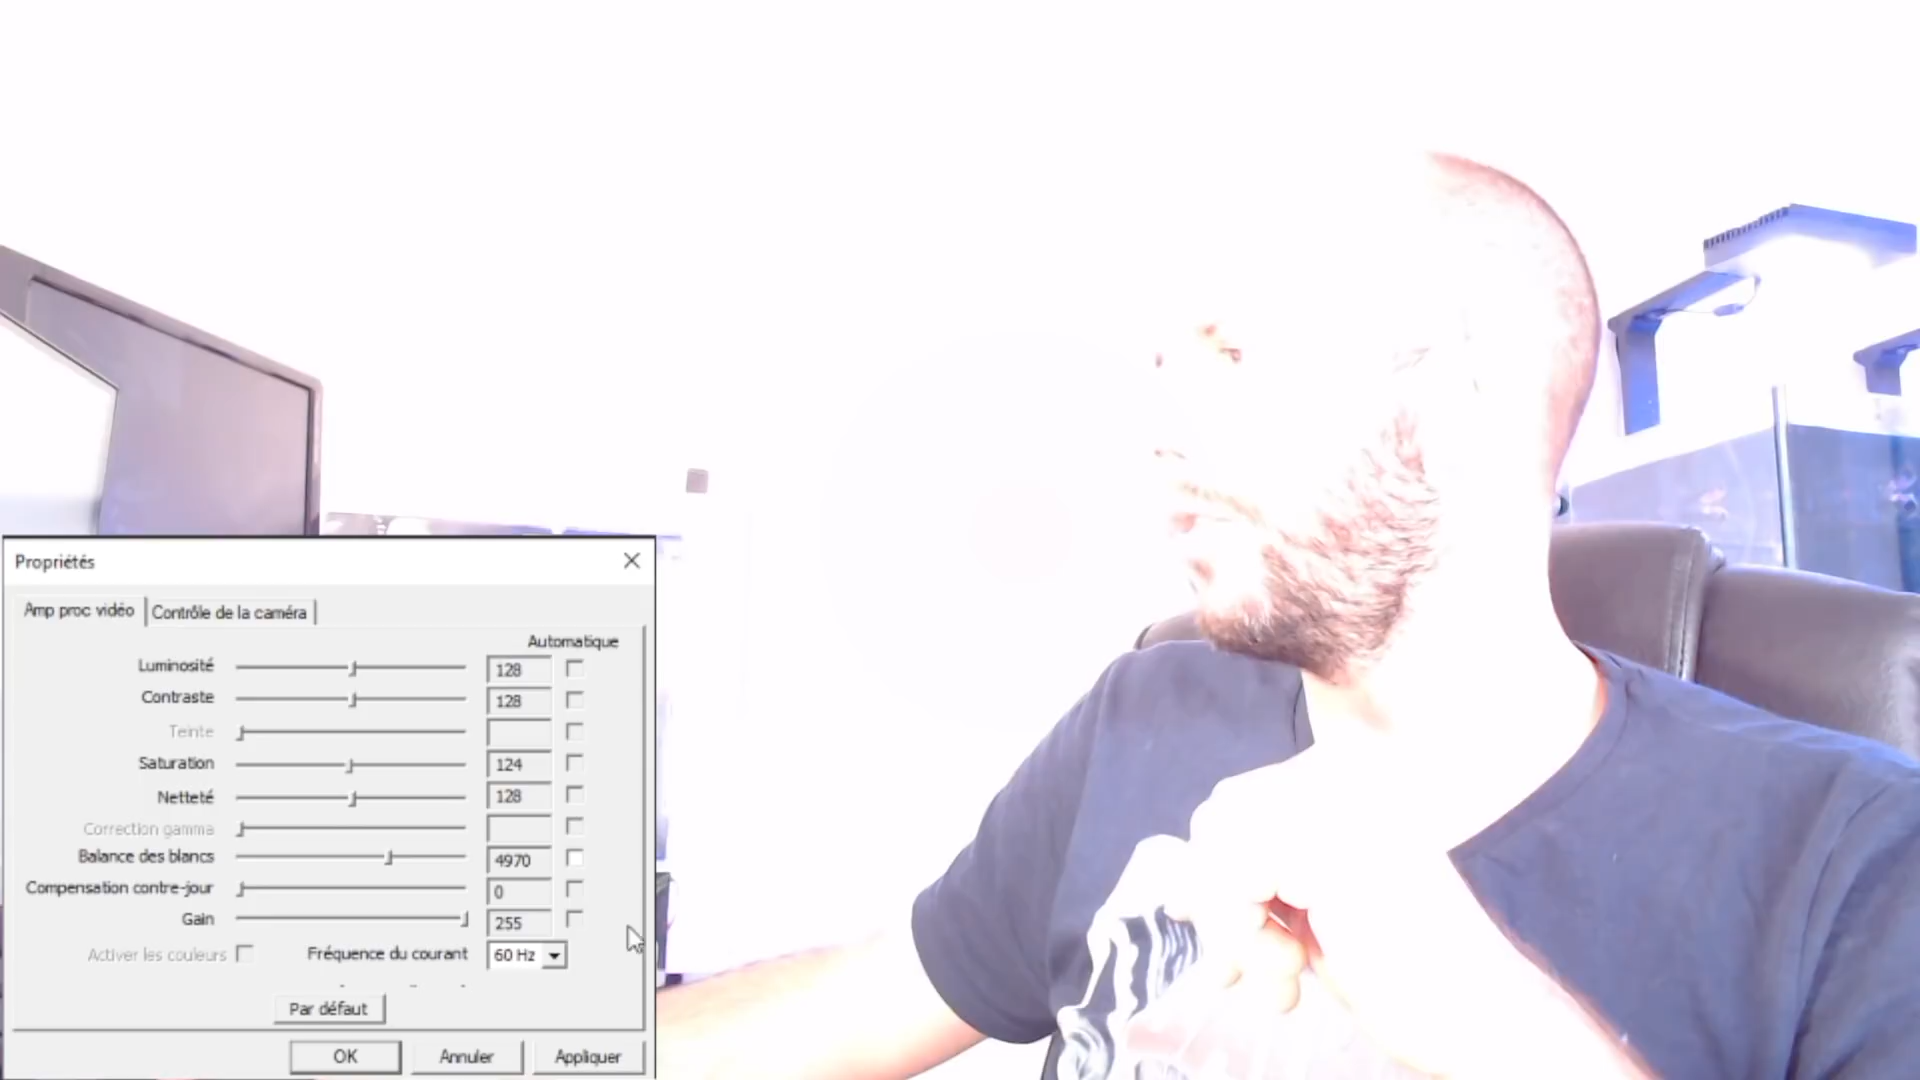 Propriétés
Amp proc vidéo
Contrôle de la caméra
Automatique
Luminosité 128
Contraste 128
Teinte
Saturation 124
Netteté 128
Correction gamma
Balance des blancs 4970
Compensation contre-jour 0
Gain 255
Activer les couleurs Fréquence du courant 60 Hz
Par défaut
OK Annuler Appliquer